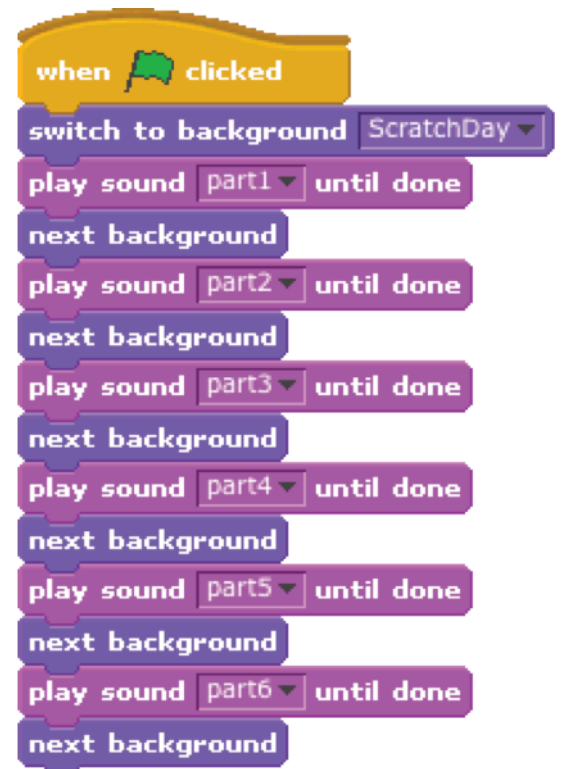 when clicked
switch to background ScratchDay
play sound part1 until done
next background
play sound part2 until done
next background
play sound part3 until done
next background
play sound part4 until done
next background
play sound part5 until done
next background
play sound part6 until done
next background